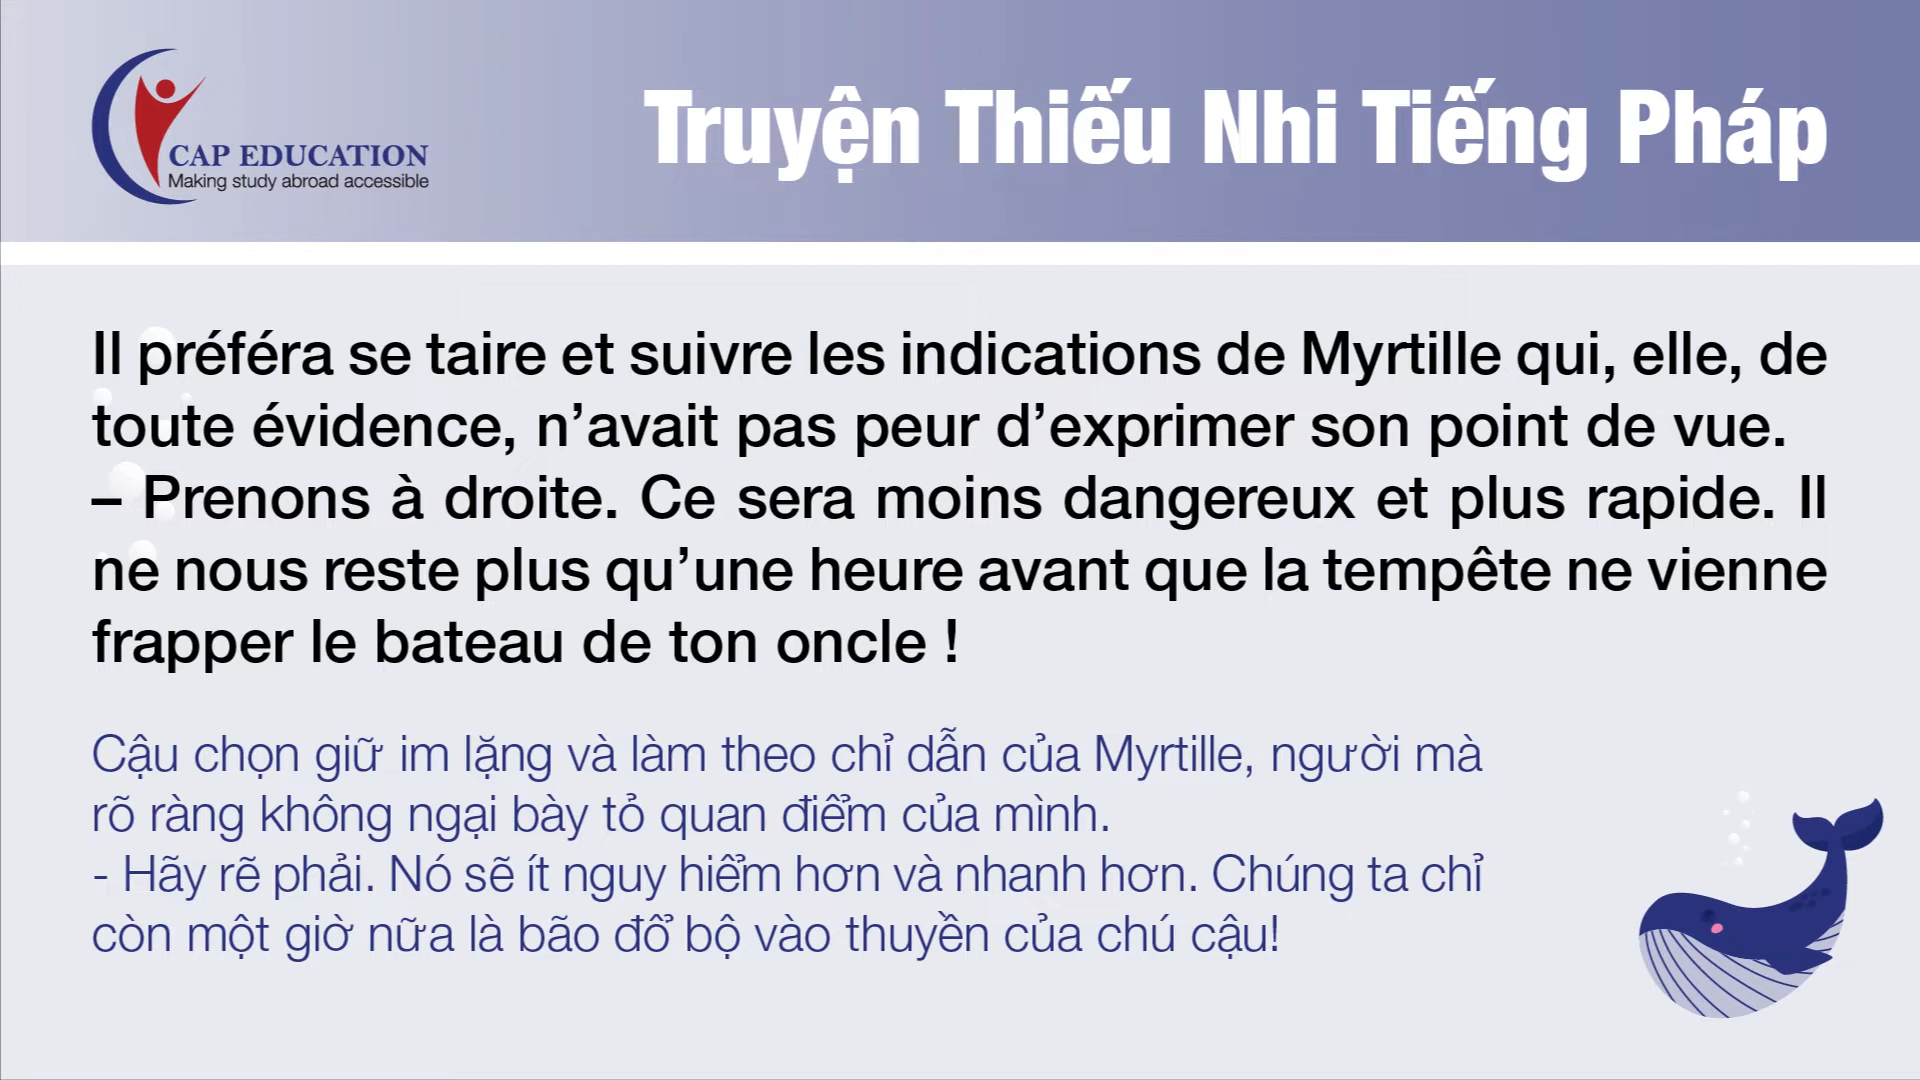 CAP EDUCATION
Making study abroad accessible
Truyện Thiếu Nhi Tiếng Pháp
Il préféra se taire et suivre les indications de Myrtille qui, elle, de
toute évidence, n’avait pas peur d’exprimer son point de vue.
– Prenons à droite. Ce sera moins dangereux et plus rapide. Il
ne nous reste plus qu’une heure avant que la tempête ne vienne
frapper le bateau de ton oncle !
Cậu chọn giữ im lặng và làm theo chỉ dẫn của Myrtille, người mà
rõ ràng không ngại bày tỏ quan điểm của mình.
- Hãy rẽ phải. Nó sẽ ít nguy hiểm hơn và nhanh hơn. Chúng ta chỉ
còn một giờ nữa là bão đổ bộ vào thuyền của chú cậu!